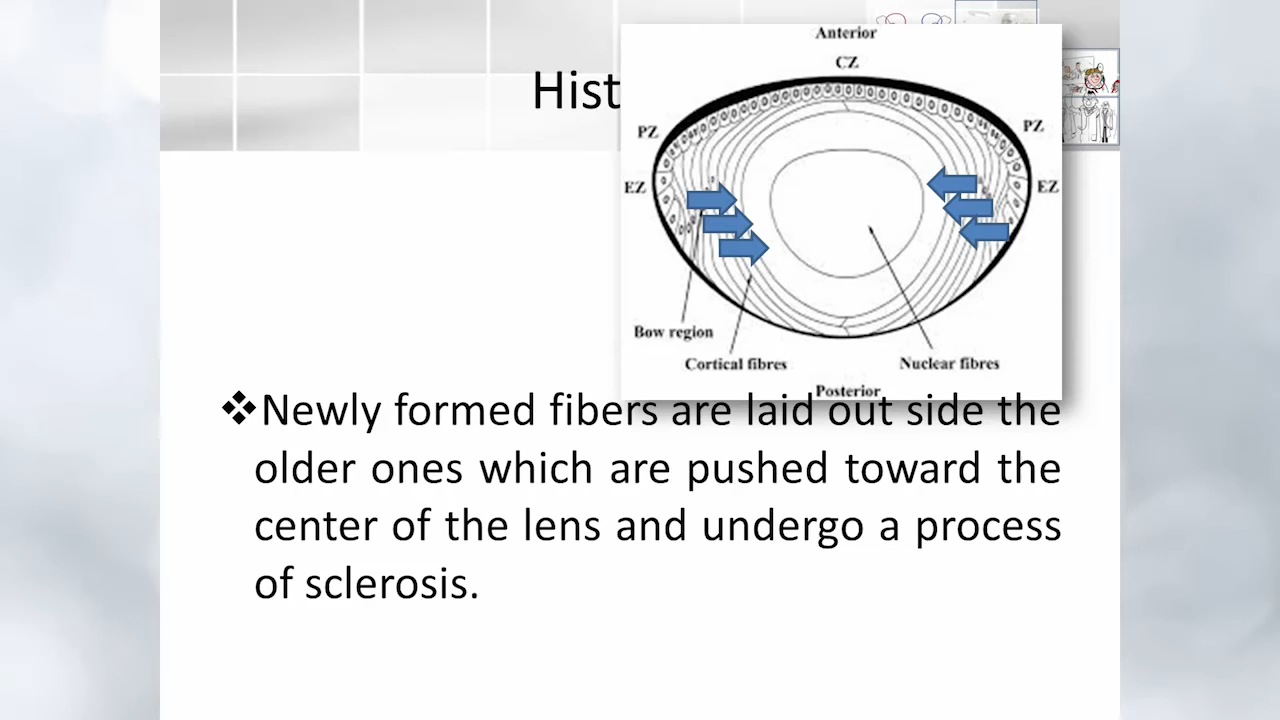 Hist
Anterior
CZ
PZ
PZ
EZ
EZ
Bow region
Cortical fibres
Nuclear fibres
Posterior
❖Newly formed fibers are laid out side the
older ones which are pushed toward the
center of the lens and undergo a process
of sclerosis.